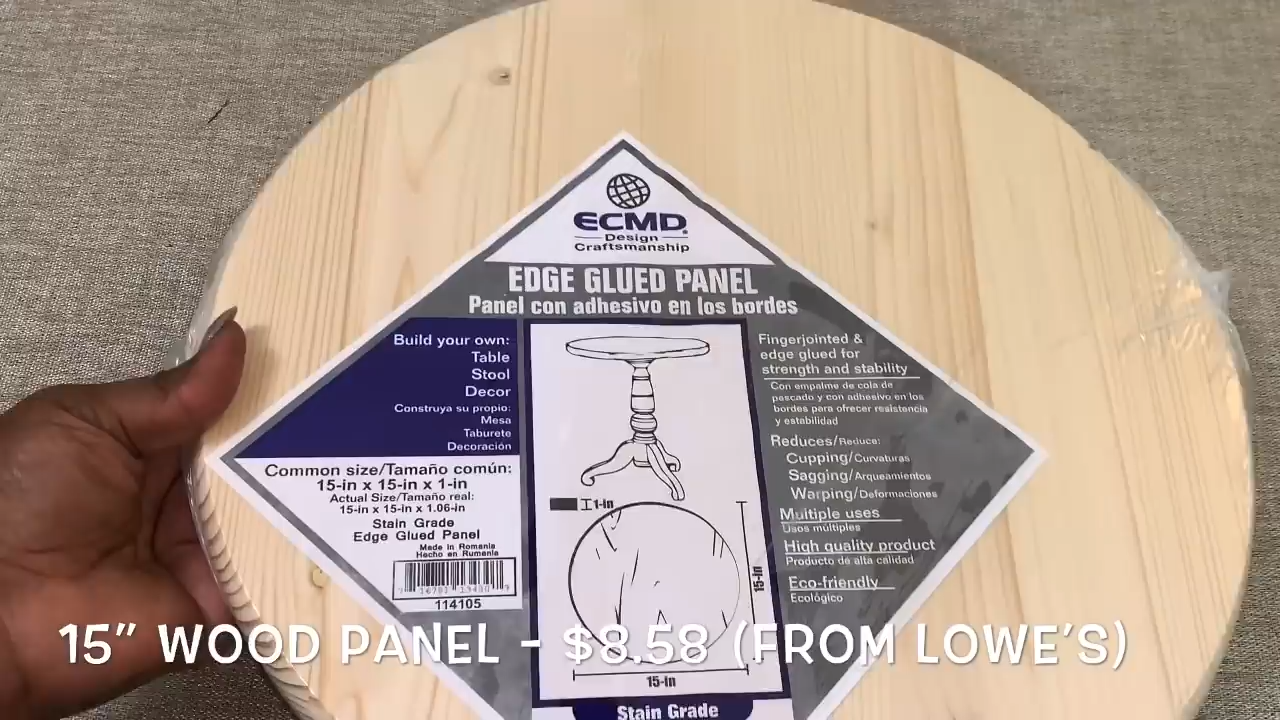 ECMD
Design
Craftsmanship
EDGE GLUED PANEL
Panel con adhesivo en los bordes
Build your own:
Table
Stool
Decor
Construya su propio:
Mesa
Taburete
Decoración
Common size/Tamaño común:
15-in x 15-in x 1-in
Actual Size/Tamaño real:
15-in x 15-in x 1.06-in
Stain Grade
Edge Glued Panel
Made in Romania
Hecho en Rumania
114105
1-in
15-in
15-in
Stain Grade
Fingerjointed &
edge glued for
strength and stability
Con empalme de cola de
pescado y con adhesivo en los
bordes para ofrecer resistencia
y estabilidad
Reduces/Reduce:
Cupping/Curvaturas
Sagging/Arqueamientos
Warping/Deformaciones
Multiple uses
Usos múltiples
High quality product
Producto de alta calidad
Eco-friendly
Ecológico
15” WOOD PANEL - $8.58 (FROM LOWE’S)